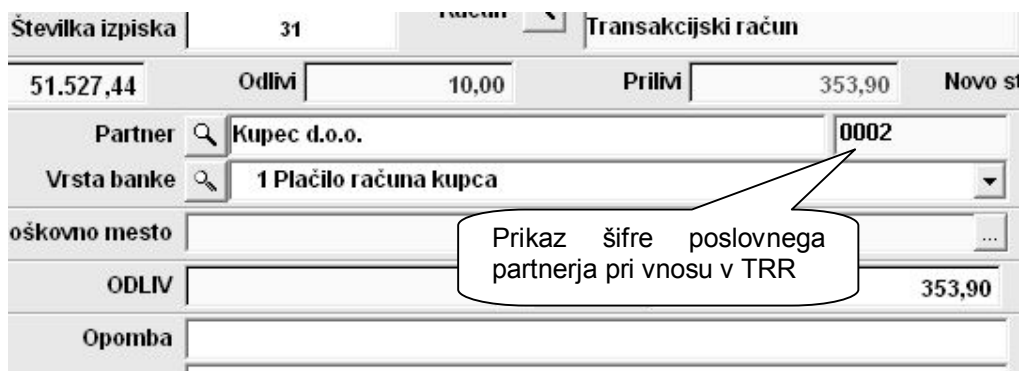 Številka izpiska 31 Račun Transakcijski račun
51.527,44 Odlivi 10,00 Prilivi 353,90 Novo st
Partner Kupec d.o.o. 0002
Vrsta banke 1 Plačilo računa kupca
oškovno mesto ...
Prikaz šifre poslovnega
partnerja pri vnosu v TRR
ODLIV 353,90
Opomba